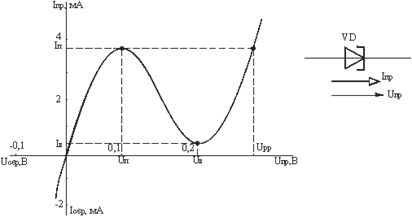 Iпр, мА
4
Iп
2
Iв
-0,1
0,1
0,2
Uобр,В
Uп
Uв
Uрр
Uпр,В
-2
Iобр, мА
VD
Iпр
Uпр